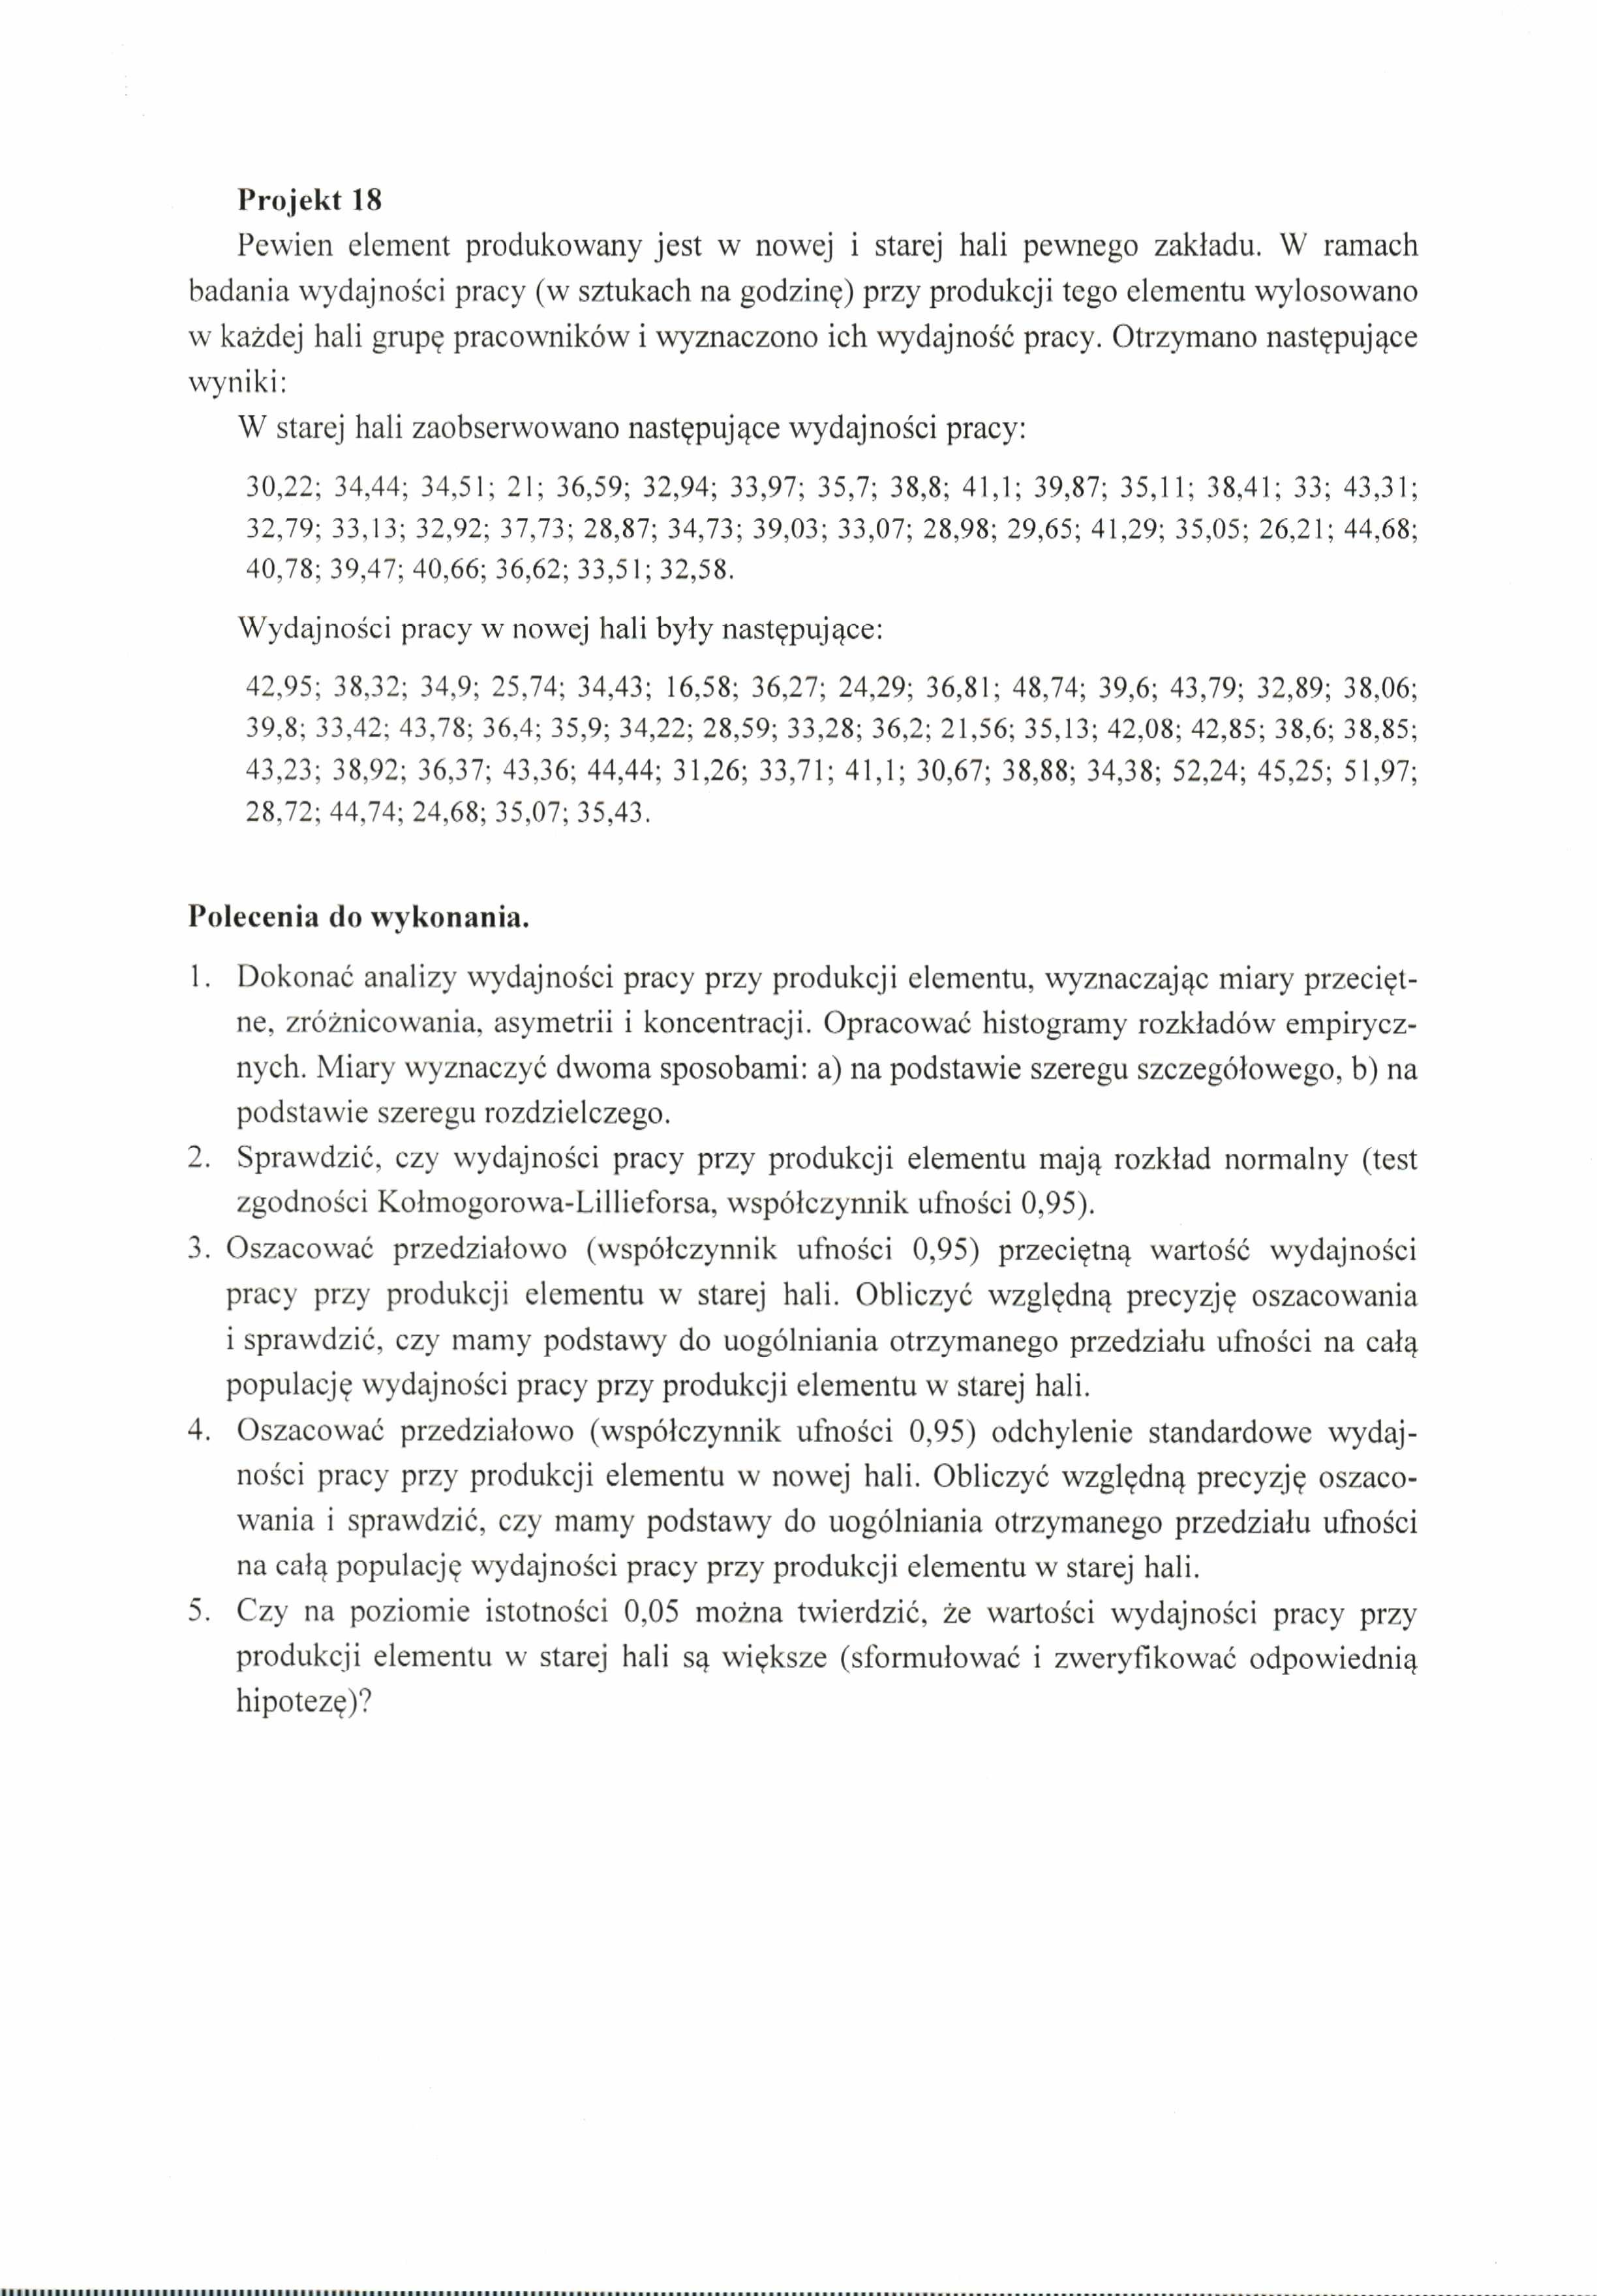 Projekt 18
Pewien element produkowany jest w nowej i starej hali pewnego zakładu. W ramach
badania wydajności pracy (w sztukach na godzinę) przy produkcji tego elementu wylosowano
w każdej hali grupę pracowników i wyznaczono ich wydajność pracy. Otrzymano następujące
wyniki:
W starej hali zaobserwowano następujące wydajności pracy:
30,22; 34,44; 34,51; 21; 36,59; 32,94; 33,97; 35,7; 38,8; 41,1; 39,87; 35,11; 38,41; 33; 43,31;
32,79; 33,13; 32,92; 37,73; 28,87; 34,73; 39,03; 33,07; 28,98; 29,65; 41,29; 35,05; 26,21; 44,68;
40,78; 39,47; 40,66; 36,62; 33,51; 32,58.
Wydajności pracy w nowej hali były następujące:
42,95; 38,32; 34,9; 25,74; 34,43; 16,58; 36,27; 24,29; 36,81; 48,74; 39,6; 43,79; 32,89; 38,06;
39,8; 33,42; 43,78; 36,4; 35,9; 34,22; 28,59; 33,28; 36,2; 21,56; 35,13; 42,08; 42,85; 38,6; 38,85;
43,23; 38,92; 36,37; 43,36; 44,44; 31,26; 33,71; 41,1; 30,67; 38,88; 34,38; 52,24; 45,25; 51,97;
28,72; 44,74; 24,68; 35,07; 35,43.
Polecenia do wykonania.
1. Dokonać analizy wydajności pracy przy produkcji elementu, wyznaczając miary przecięt-
ne, zróżnicowania, asymetrii i koncentracji. Opracować histogramy rozkładów empirycz-
nych. Miary wyznaczyć dwoma sposobami: a) na podstawie szeregu szczegółowego, b) na
podstawie szeregu rozdzielczego.
2. Sprawdzić, czy wydajności pracy przy produkcji elementu mają rozkład normalny (test
zgodności Kołmogorowa-Lillieforsa, współczynnik ufności 0,95).
3. Oszacować przedziałowo (współczynnik ufności 0,95) przeciętną wartość wydajności
pracy przy produkcji elementu w starej hali. Obliczyć względną precyzję oszacowania
i sprawdzić, czy mamy podstawy do uogólniania otrzymanego przedziału ufności na całą
populację wydajności pracy przy produkcji elementu w starej hali.
4. Oszacować przedziałowo (współczynnik ufności 0,95) odchylenie standardowe wydaj-
ności pracy przy produkcji elementu w nowej hali. Obliczyć względną precyzję oszaco-
wania i sprawdzić, czy mamy podstawy do uogólniania otrzymanego przedziału ufności
na całą populację wydajności pracy przy produkcji elementu w starej hali.
5. Czy na poziomie istotności 0,05 można twierdzić, że wartości wydajności pracy przy
produkcji elementu w starej hali są większe (sformułować i zweryfikować odpowiednią
hipotezę)?